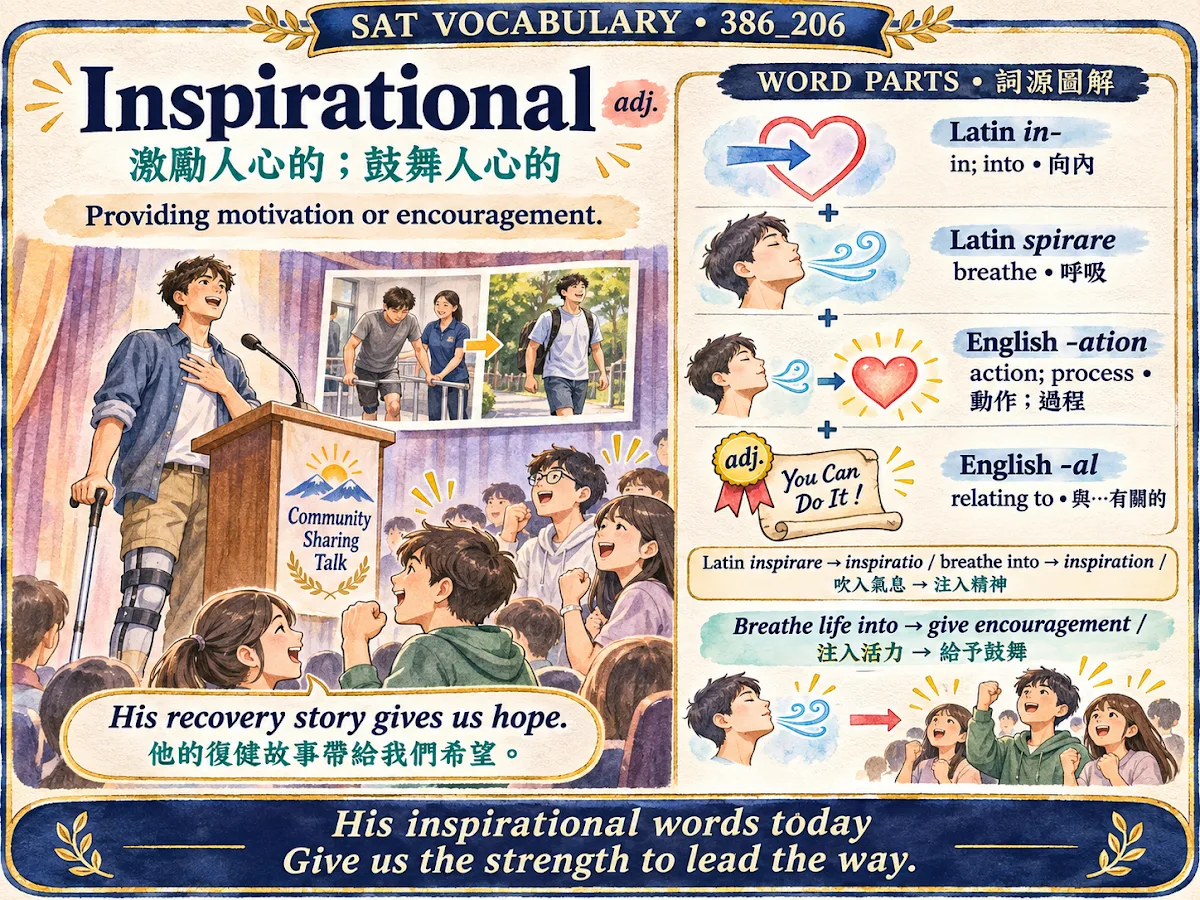 SAT VOCABULARY • 386_206
Inspirational adj.
激勵人心的；鼓舞人心的
Providing motivation or encouragement.
Community
Sharing
Talk
His recovery story gives us hope.
他的復健故事帶給我們希望。
WORD PARTS • 詞源圖解
Latin in-
in; into • 向內
+
Latin spirare
breathe • 呼吸
+
English –ation
action; process •
動作；過程
+
adj.
You Can
Do It !
English –al
relating to • 與⋯有關的
Latin inspirare → inspiratio / breathe into → inspiration /
吹入氣息 → 注入精神
Breathe life into → give encouragement /
注入活力 → 給予鼓舞
His inspirational words today
Give us the strength to lead the way.